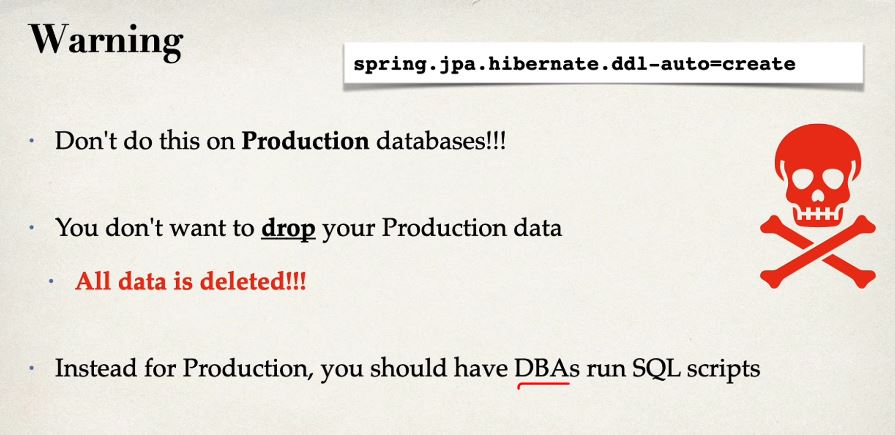 Warning
spring.jpa.hibernate.ddl-auto=create
Don't do this on Production databases!!!
You don't want to drop your Production data
All data is deleted!!!
Instead for Production, you should have DBAs run SQL scripts